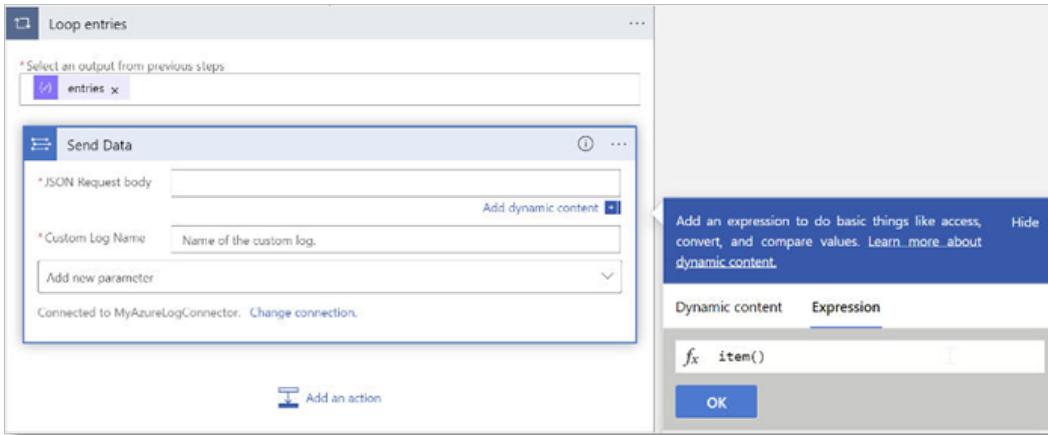 Loop entries
...
*Select an output from previous steps
entries x
Send Data
...
*JSON Request body
Add dynamic content +
*Custom Log Name
Name of the custom log.
Add new parameter
Connected to MyAzureLogConnector. Change connection.
Add an action
Add an expression to do basic things like access,
Hide
convert, and compare values. Learn more about
dynamic content.
Dynamic content
Expression
fx item()
OK